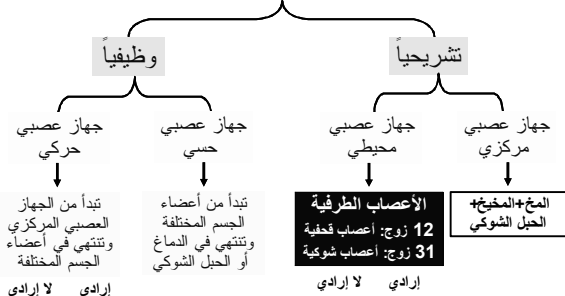 تشريحياً
وظيفياً
جهاز عصبي
مركزي
جهاز عصبي
محيطي
جهاز عصبي
حسي
جهاز عصبي
حركي
المخ+المخيخ+
الحبل الشوكي
الأعصاب الطرفية
12 زوج: أعصاب قحفية
31 زوج: أعصاب شوكية
تبدأ من أعضاء
الجسم المختلفة
وتنتهي في الدماغ
أو الحبل الشوكي
تبدأ من الجهاز
العصبي المركزي
وتنتهي في أعضاء
الجسم المختلفة
إرادي لا إرادي
إرادي لا إرادي